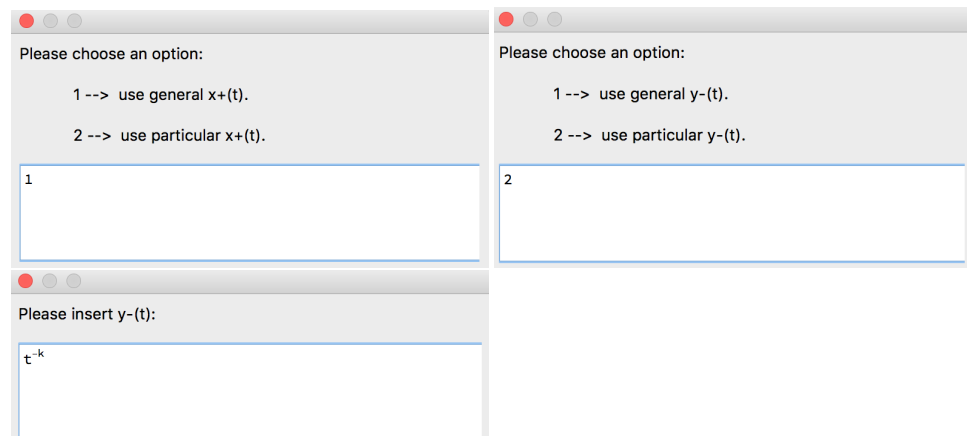 Please choose an option:
1 --> use general x+(t).
2 --> use particular x+(t).
1
Please choose an option:
1 --> use general y-(t).
2 --> use particular y-(t).
2
Please insert y-(t):
t⁻ᵏ